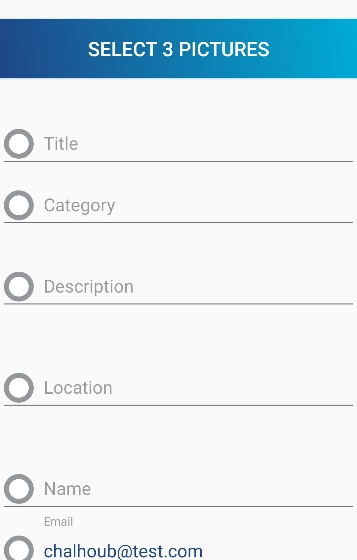 SELECT 3 PICTURES
Title
Category
Description
Location
Name
Email
chalhoub@test.com